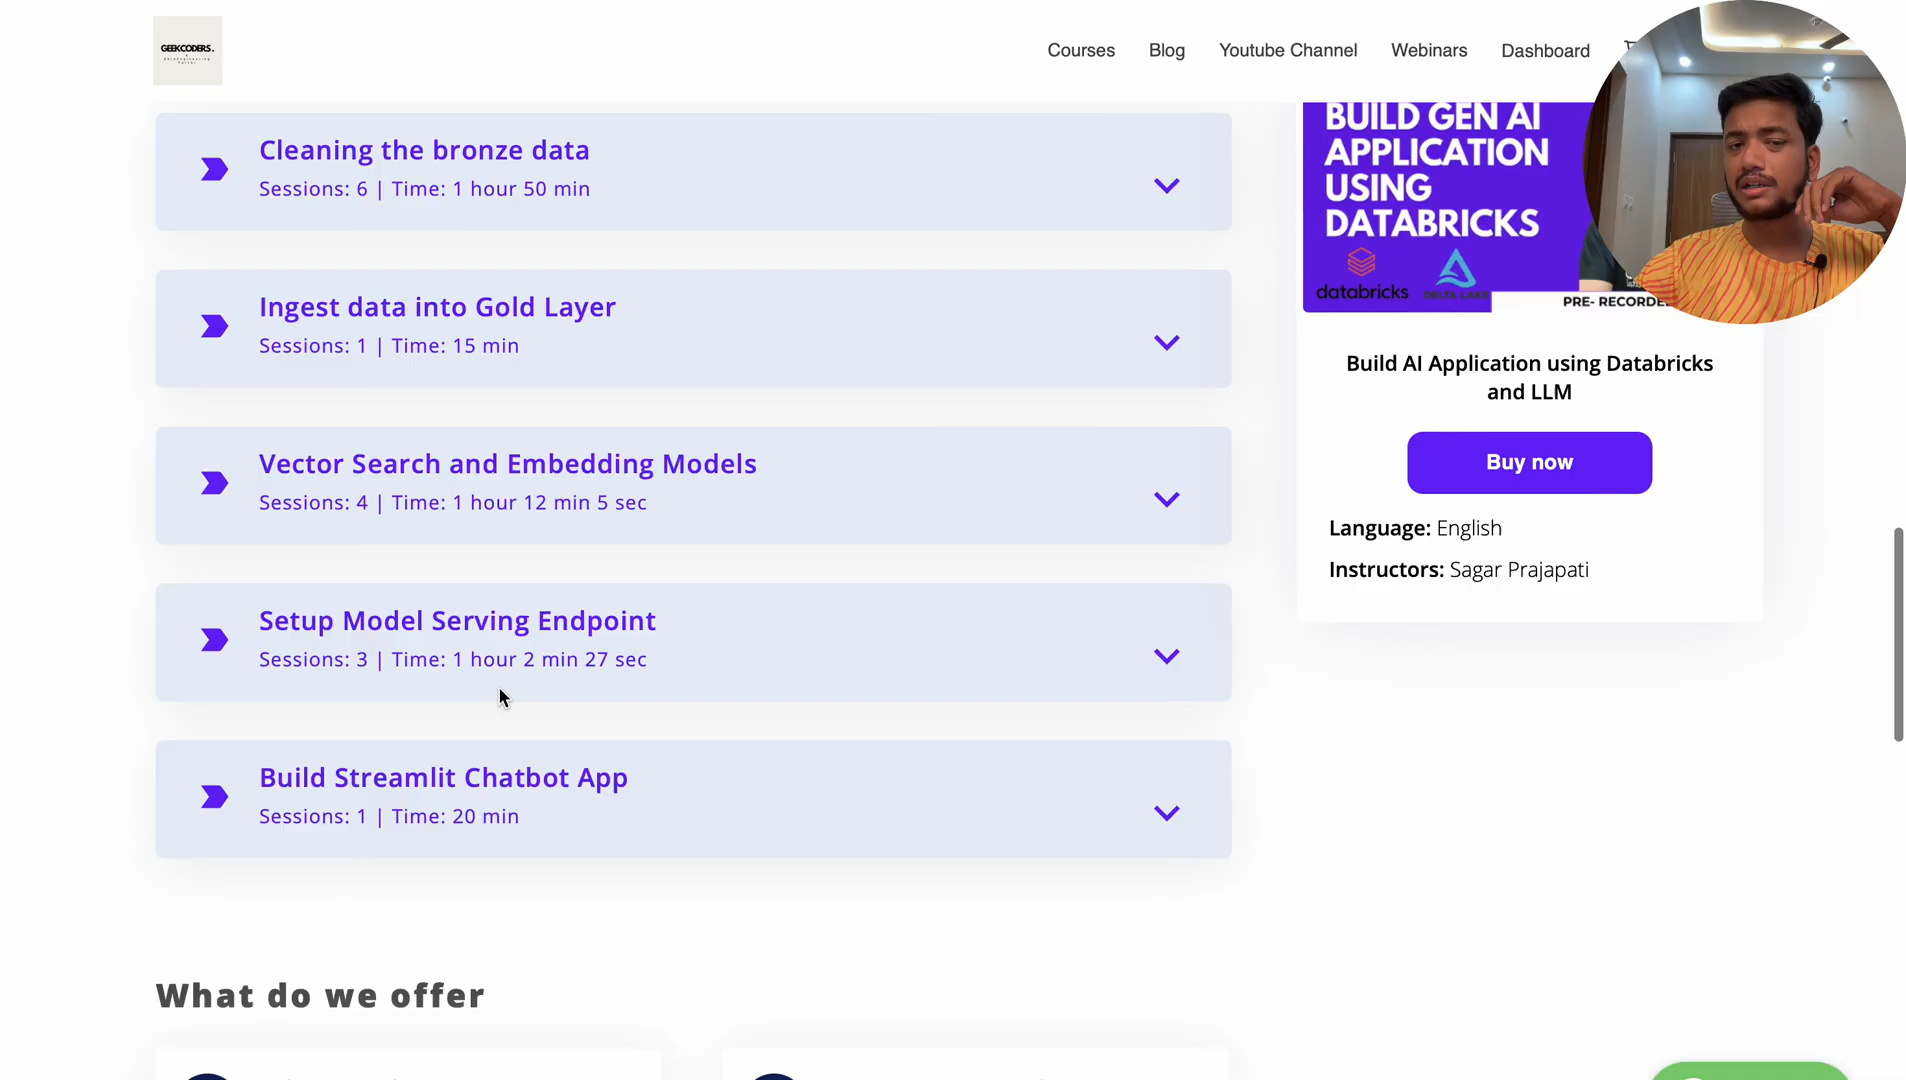 GEEKCODERS.
Courses
Blog
Youtube Channel
Webinars
Dashboard
Cleaning the bronze data
Sessions: 6 | Time: 1 hour 50 min
Ingest data into Gold Layer
Sessions: 1 | Time: 15 min
Vector Search and Embedding Models
Sessions: 4 | Time: 1 hour 12 min 5 sec
Setup Model Serving Endpoint
Sessions: 3 | Time: 1 hour 2 min 27 sec
Build Streamlit Chatbot App
Sessions: 1 | Time: 20 min
What do we offer
BUILD GEN AI
APPLICATION
USING
DATABRICKS
databricks
DELTA LAKE
PRE- RECORDE
Build AI Application using Databricks
and LLM
Buy now
Language: English
Instructors: Sagar Prajapati